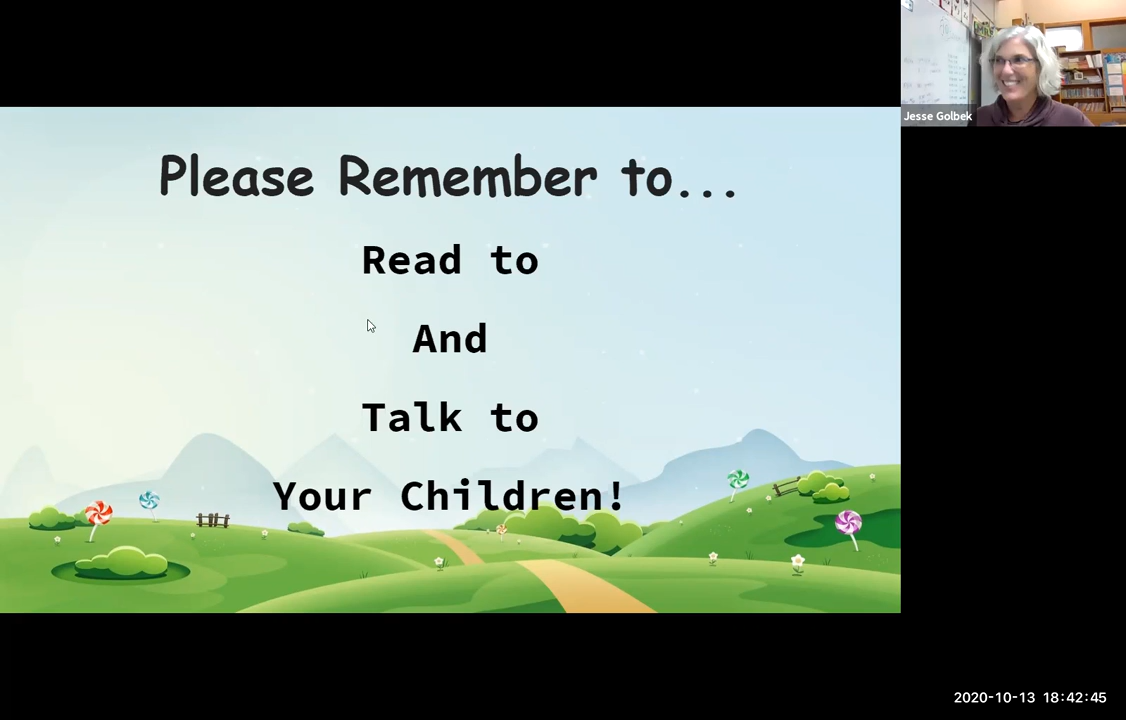 Please Remember to...
Read to
And
Talk to
Your Children!
Jesse Golbek
2020-10-13 18:42:45